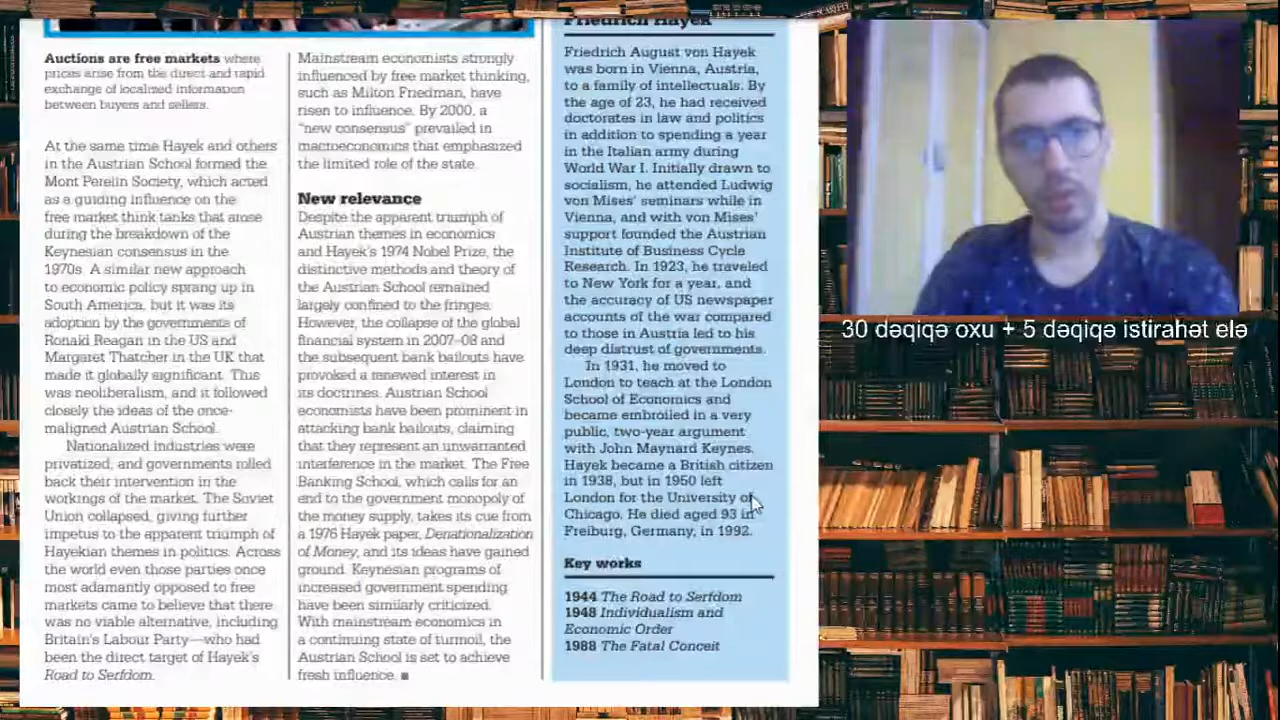 Auctions are free markets where
prices arise from the direct and rapid
exchange of localized information
between buyers and sellers.
At the same time Hayek and others
in the Austrian School formed the
Mont Perelin Society, which acted
as a guiding influence on the
free market think tanks that arose
during the breakdown of the
Keynesian consensus in the
1970s. A similar new approach
to economic policy sprang up in
South America, but it was its
adoption by the governments of
Ronald Reagan in the US and
Margaret Thatcher in the UK that
made it globally significant. This
was neoliberalism, and it followed
closely the ideas of the once-
maligned Austrian School.
Nationalized industries were
privatized, and governments rolled
back their intervention in the
workings of the market. The Soviet
Union collapsed, giving further
impetus to the apparent triumph of
Hayekian themes in politics. Across
the world even those parties once
most adamantly opposed to free
markets came to believe that there
was no viable alternative, including
Britain's Labour Party—who had
been the direct target of Hayek's
Road to Serfdom.
Mainstream economists strongly
influenced by free market thinking,
such as Milton Friedman, have
risen to influence. By 2000, a
"new consensus" prevailed in
macroeconomics that emphasized
the limited role of the state.
New relevance
Despite the apparent triumph of
Austrian themes in economics
and Hayek's 1974 Nobel Prize, the
distinctive methods and theory of
the Austrian School remained
largely confined to the fringes.
However, the collapse of the global
financial system in 2007–08 and
the subsequent bank bailouts have
provoked a renewed interest in
its doctrines. Austrian School
economists have been prominent in
attacking bank bailouts, claiming
that they represent an unwarranted
interference in the market. The Free
Banking School, which calls for an
end to the government monopoly of
the money supply, takes its cue from
a 1976 Hayek paper, Denationalization
of Money, and its ideas have gained
ground. Keynesian programs of
increased government spending
have been similarly criticized.
With mainstream economics in
a continuing state of turmoil, the
Austrian School is set to achieve
fresh influence. ■
Friedrich Hayek
Friedrich August von Hayek
was born in Vienna, Austria,
to a family of intellectuals. By
the age of 23, he had received
doctorates in law and politics
in addition to spending a year
in the Italian army during
World War I. Initially drawn to
socialism, he attended Ludwig
von Mises' seminars while in
Vienna, and with von Mises'
support founded the Austrian
Institute of Business Cycle
Research. In 1923, he traveled
to New York for a year, and
the accuracy of US newspaper
accounts of the war compared
to those in Austria led to his
deep distrust of governments.
In 1931, he moved to
London to teach at the London
School of Economics and
became embroiled in a very
public, two-year argument
with John Maynard Keynes.
Hayek became a British citizen
in 1938, but in 1950 left
London for the University of
Chicago. He died aged 93 in
Freiburg, Germany, in 1992.
Key works
1944 The Road to Serfdom
1948 Individualism and
Economic Order
1988 The Fatal Conceit
30 dəqiqə oxu + 5 dəqiqə istirahət elə